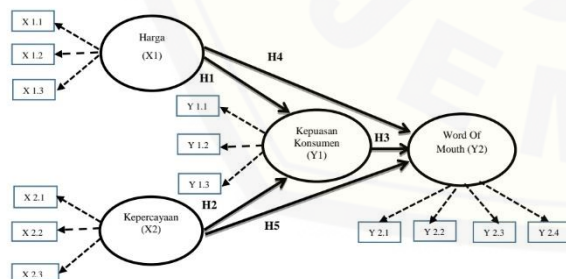 X 1.1
X 1.2
X 1.3
Harga
(X1)
H4
H1
Y 1.1
Y 1.2
Y 1.3
Kepuasan
Konsumen
(Y1)
H3
Word Of
Mouth (Y2)
H2
H5
X 2.1
X 2.2
X 2.3
Kepercayaan
(X2)
Y 2.1
Y 2.2
Y 2.3
Y 2.4